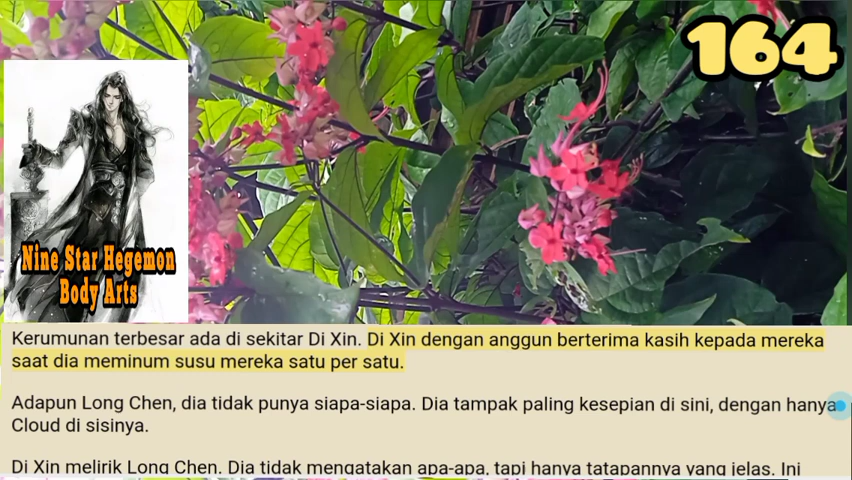 164
Nine Star Hegemon
Body Arts
Kerumunan terbesar ada di sekitar Di Xin. Di Xin dengan anggun berterima kasih kepada mereka
saat dia meminum susu mereka satu per satu.
Adapun Long Chen, dia tidak punya siapa-siapa. Dia tampak paling kesepian di sini, dengan hanya
Cloud di sisinya.
Di Xin melirik Long Chen. Dia tidak mengatakan apa-apa, tapi hanya tatapannya yang jelas. Ini